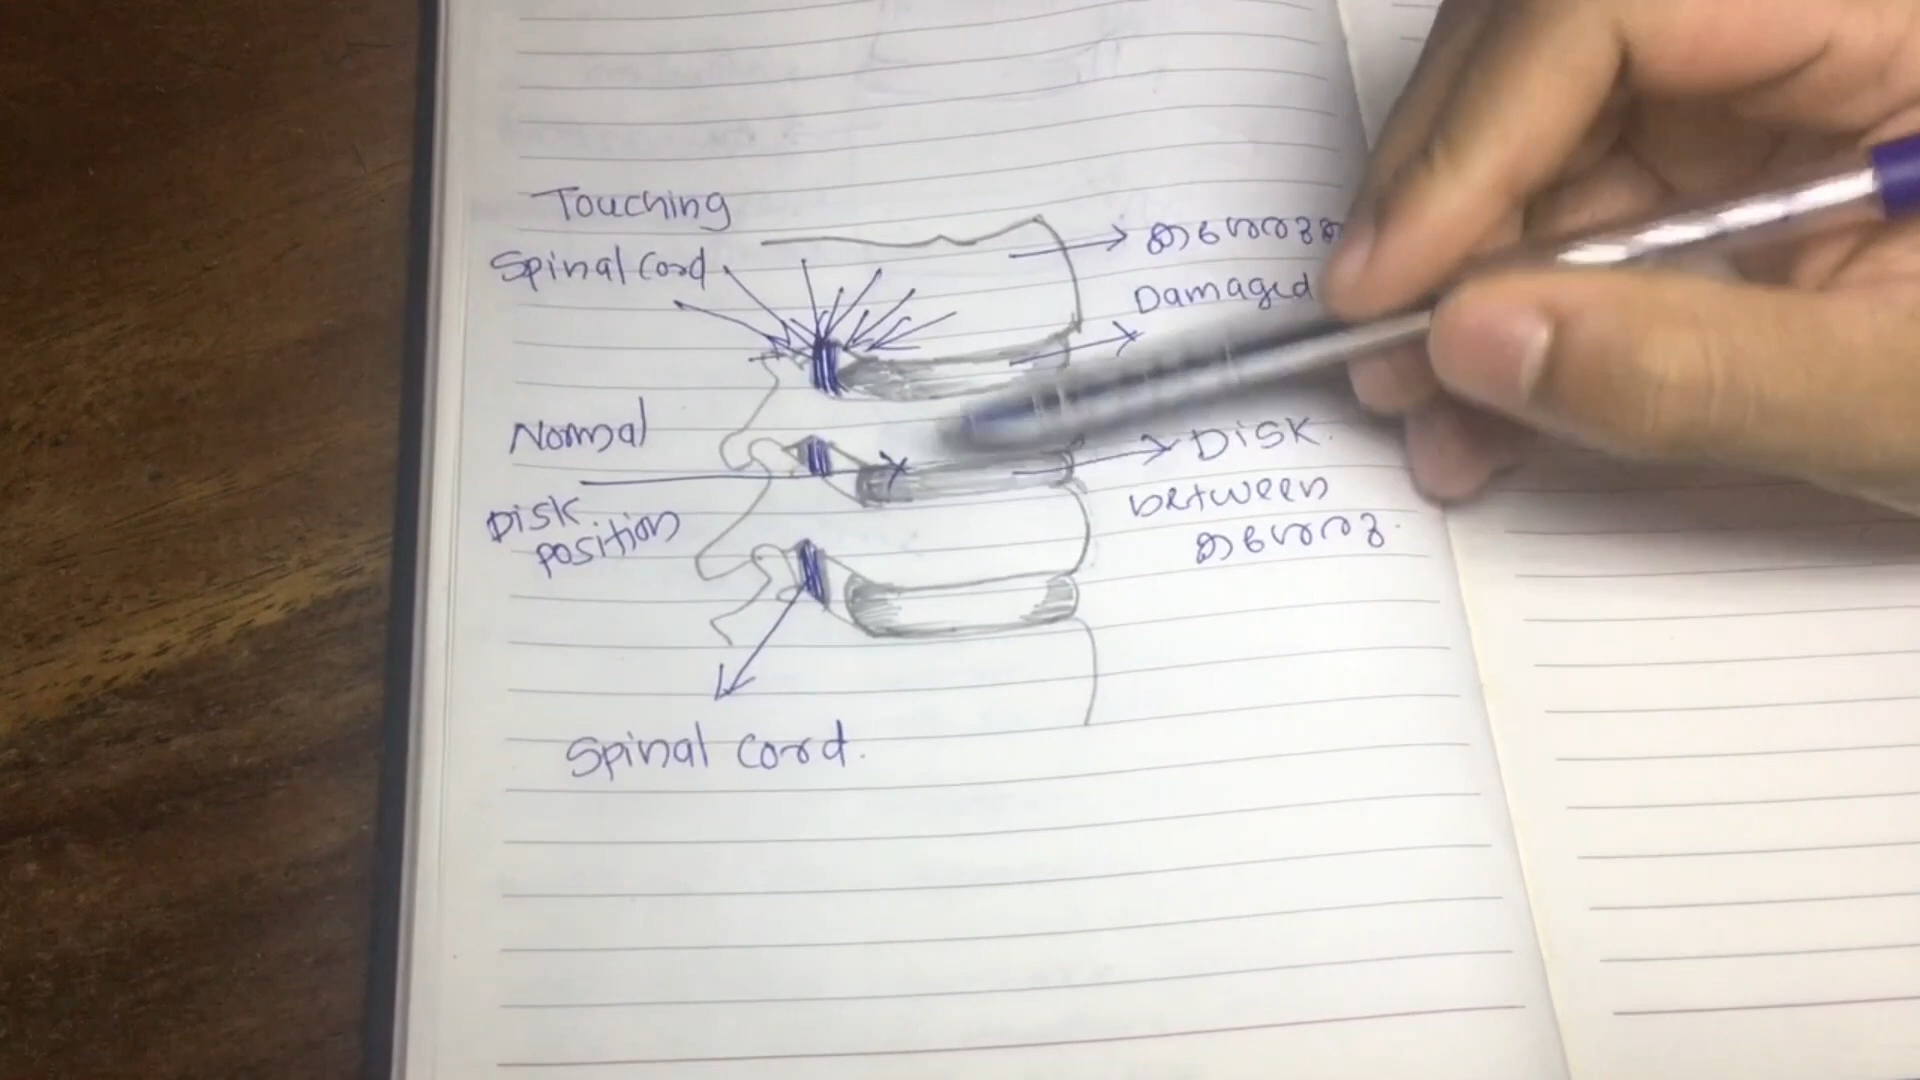 Touching
Spinal Cord
Damaged
Normal
Disk
Position
Disk
between
കശേരു.
Spinal Cord.